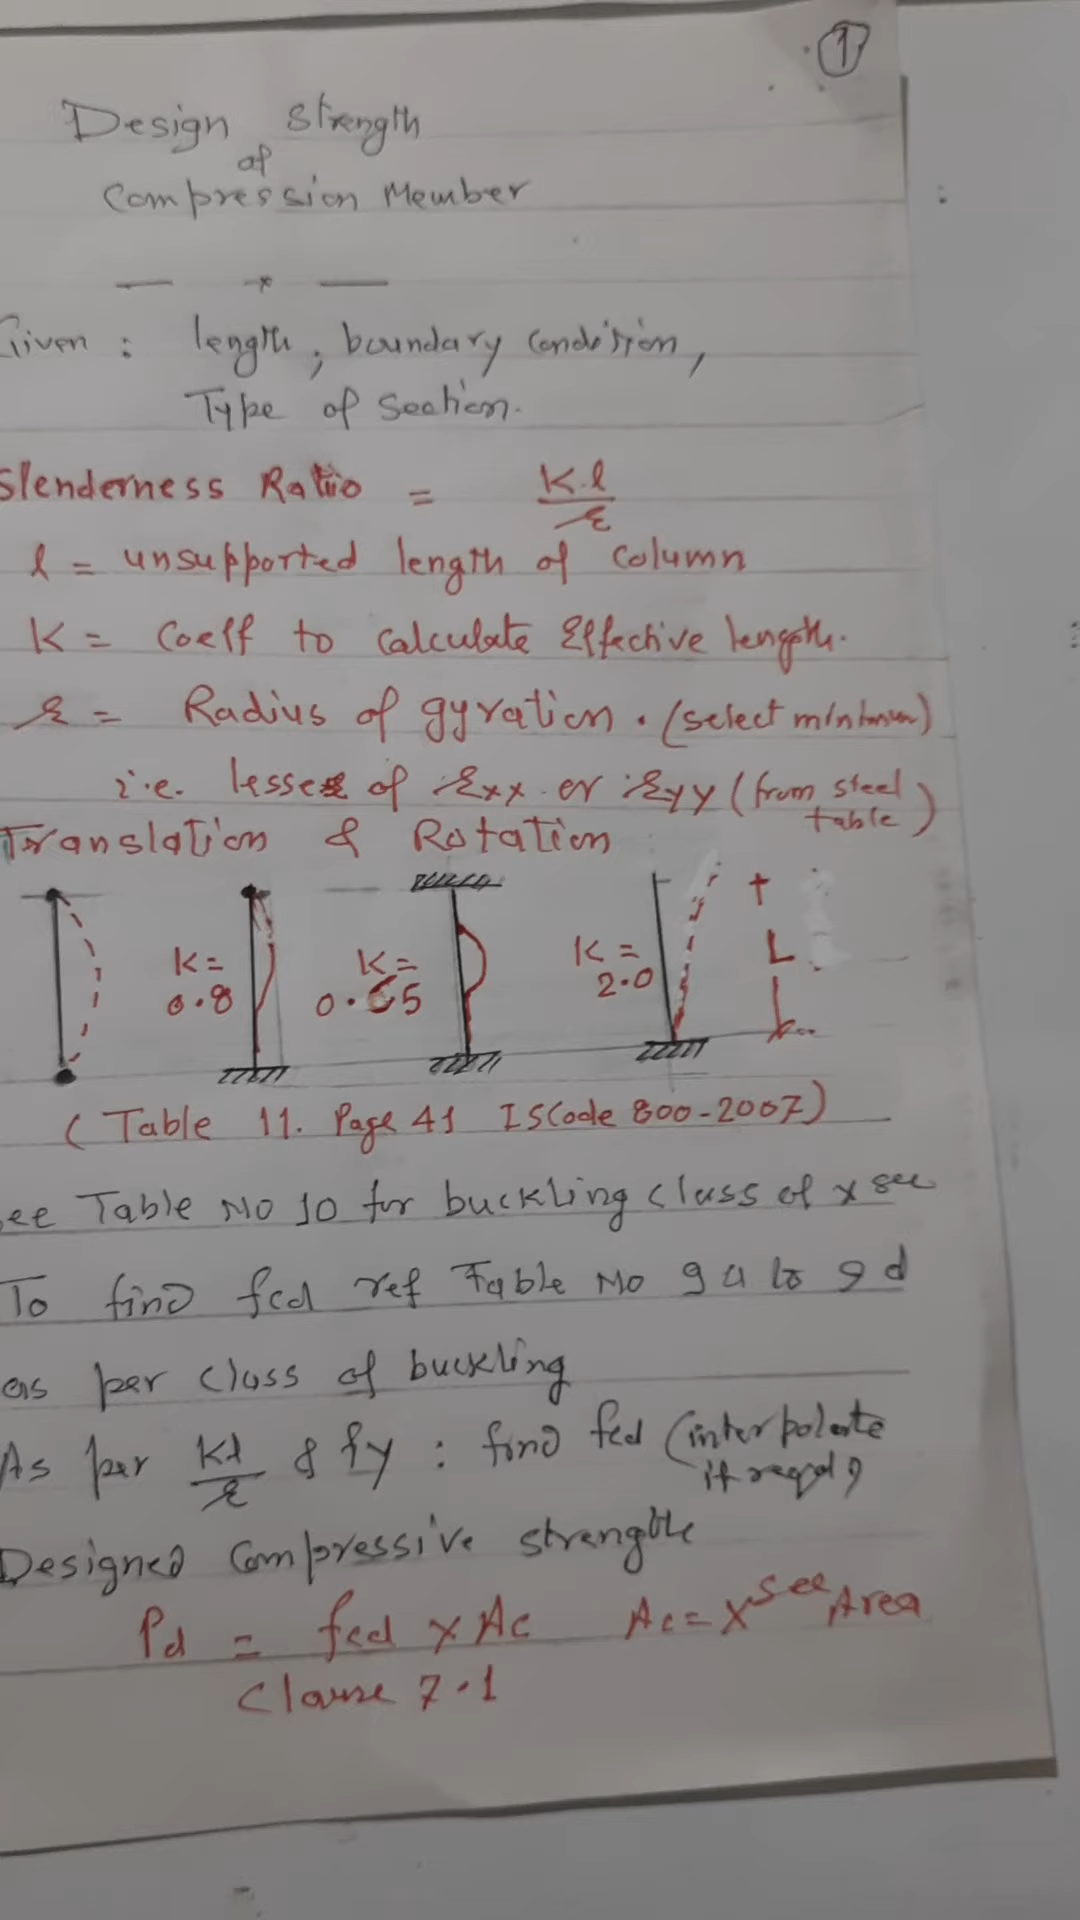 1
Design Strength
of
Compression Member
Given : length, boundary condition,
Type of Section.
Slenderness Ratio = K.l
r
l = unsupported length of Column
K = Coeff to Calculate Effective length.
r = Radius of gyration. (select minimum)
i.e. lesser of rxx or ryy (from steel
table)
Translation & Rotation
K =
0.8
K =
0.65
K =
2.0
L
(Table 11. Page 41 IS Code 800-2007)
See Table No 10 for buckling class of x sec
To find fcd ref Table No 9 a to 9 d
as per class of buckling
As per Kl & fy : find fcd (interpolate
r
if reqd)
Designed Compressive strength
Pd = fcd x Ac Ac = x sec Area
Clause 7.1